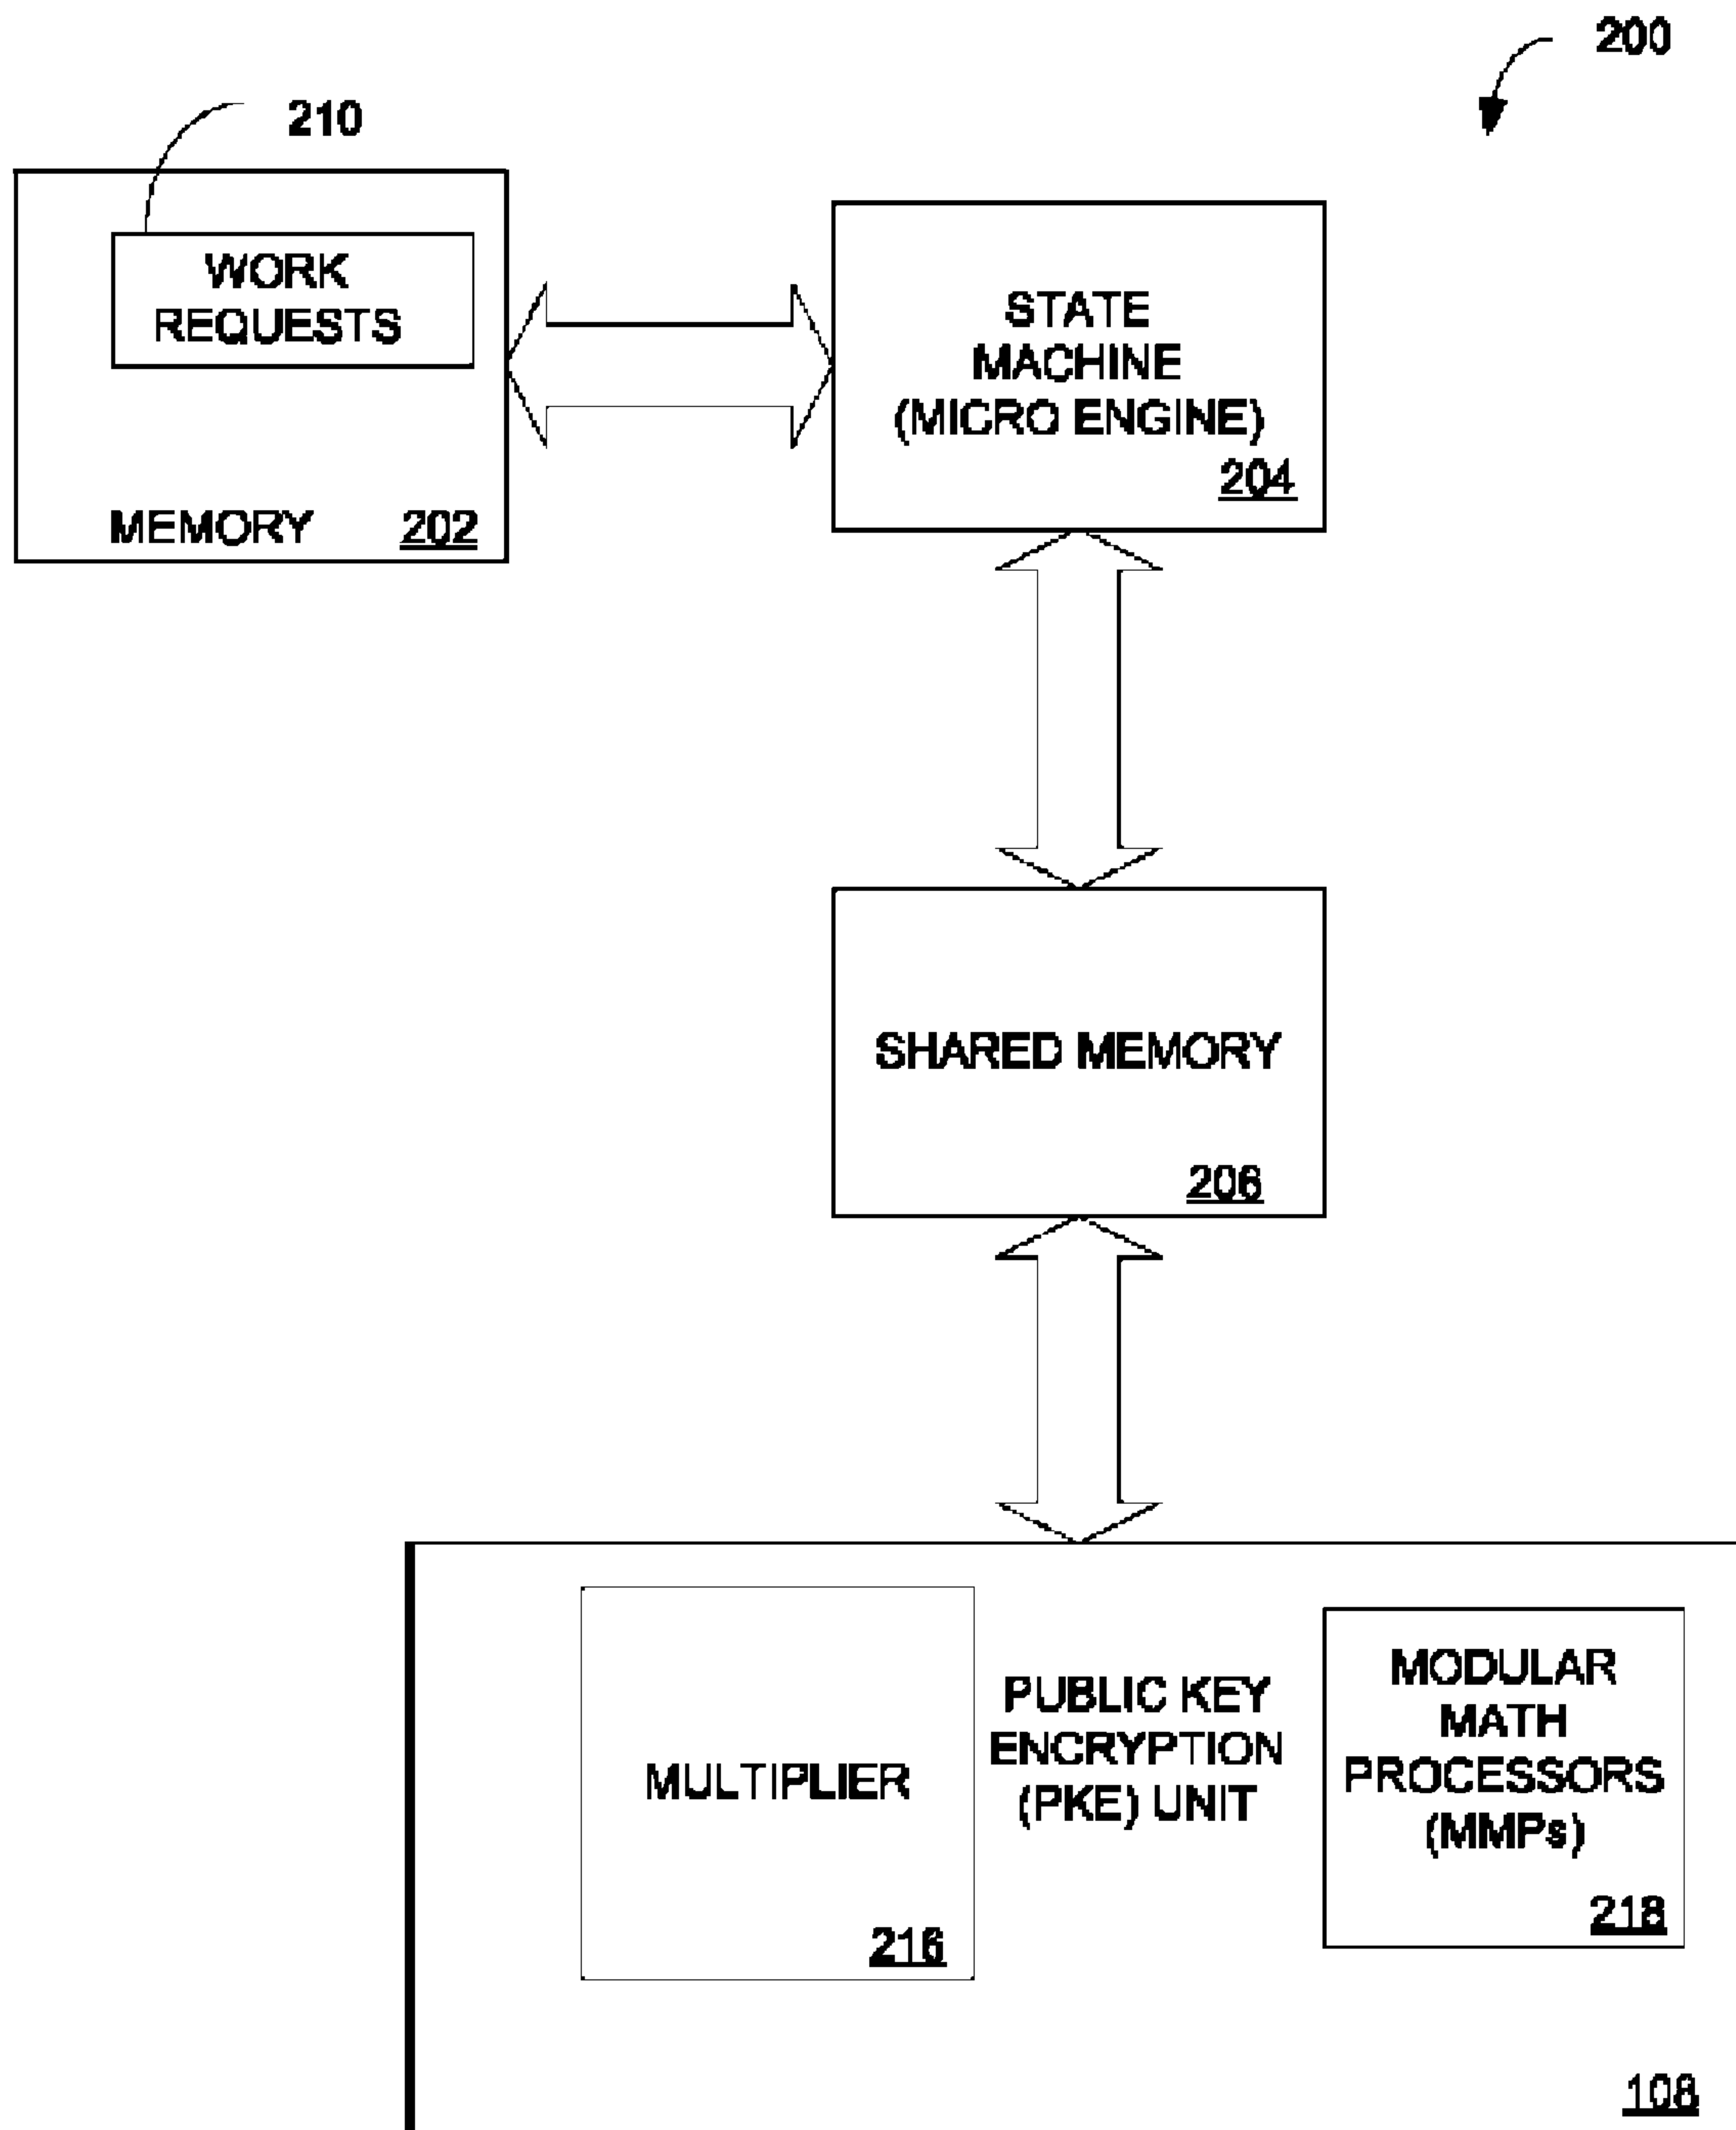 200
210
WORK
REQUESTS
MEMORY 202
STATE
MACHINE
(MICRO ENGINE)
204
SHARED MEMORY
206
MULTIPLIER
216
PUBLIC KEY
ENCRYPTION
(PKE) UNIT
MODULAR
MATH
PROCESSORS
(MMPs)
218
108